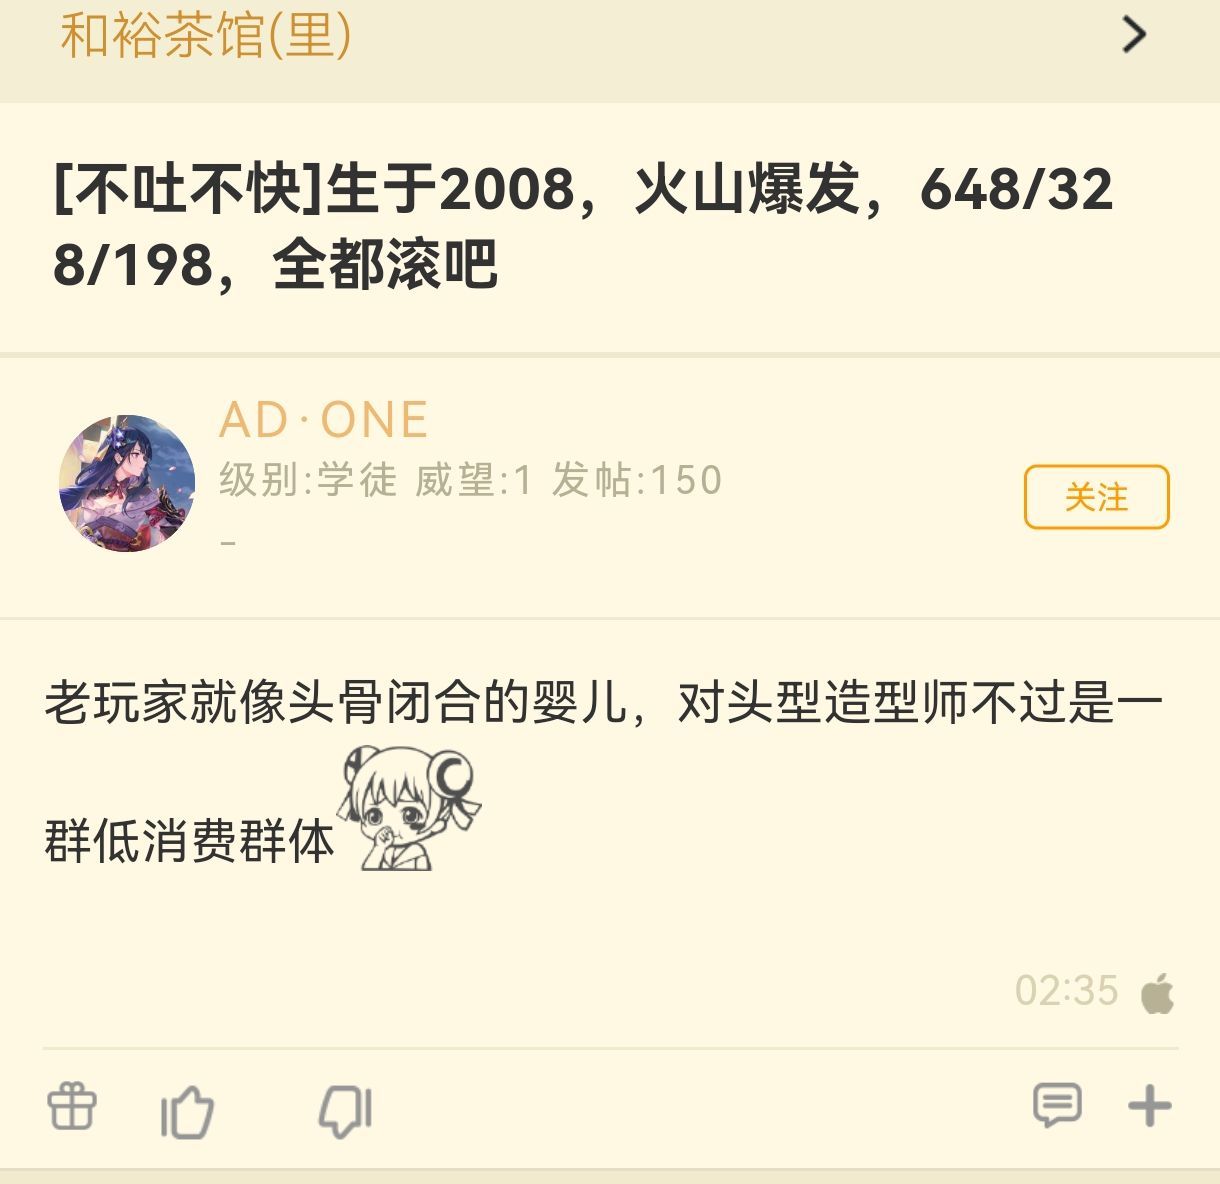 和裕茶馆(里)
[不吐不快]生于2008，火山爆发，648/32
8/198，全都滚吧
AD·ONE
级别:学徒 威望:1 发帖:150
-
关注
老玩家就像头骨闭合的婴儿，对头型造型师不过是一
群低消费群体
02:35